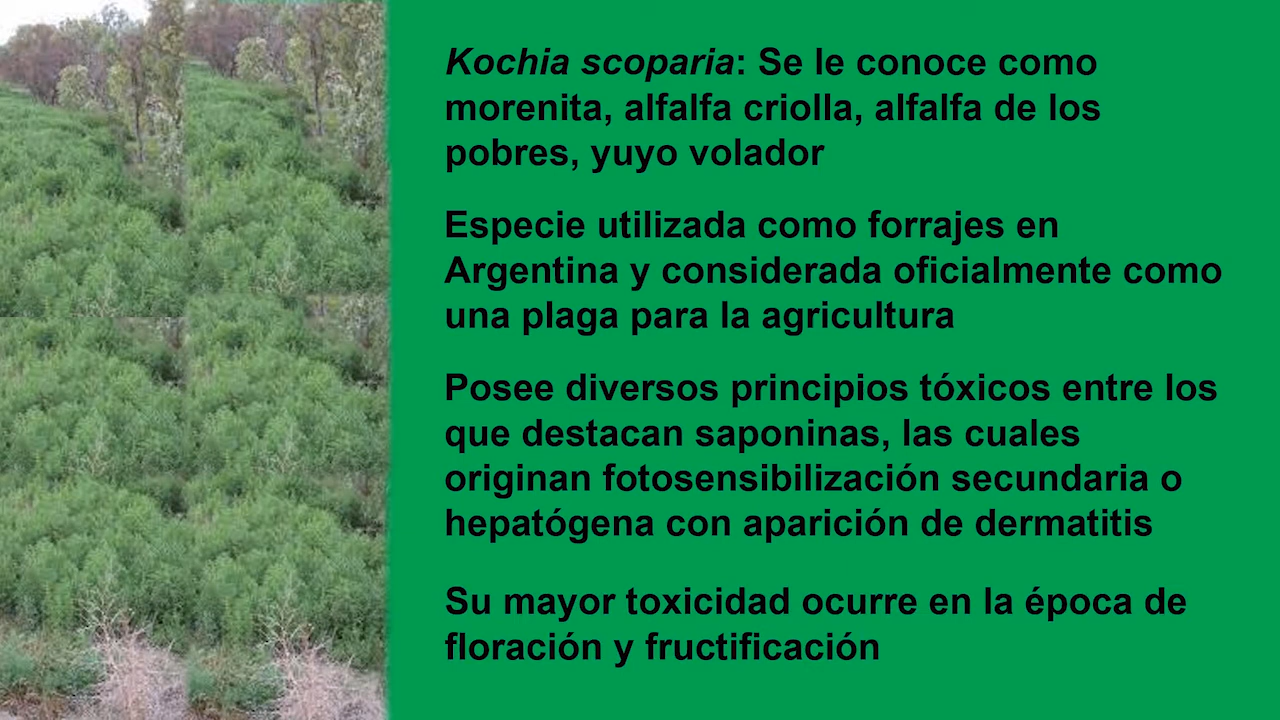 Kochia scoparia: Se le conoce como
morenita, alfalfa criolla, alfalfa de los
pobres, yuyo volador
Especie utilizada como forrajes en
Argentina y considerada oficialmente como
una plaga para la agricultura
Posee diversos principios tóxicos entre los
que destacan saponinas, las cuales
originan fotosensibilización secundaria o
hepatógena con aparición de dermatitis
Su mayor toxicidad ocurre en la época de
floración y fructificación